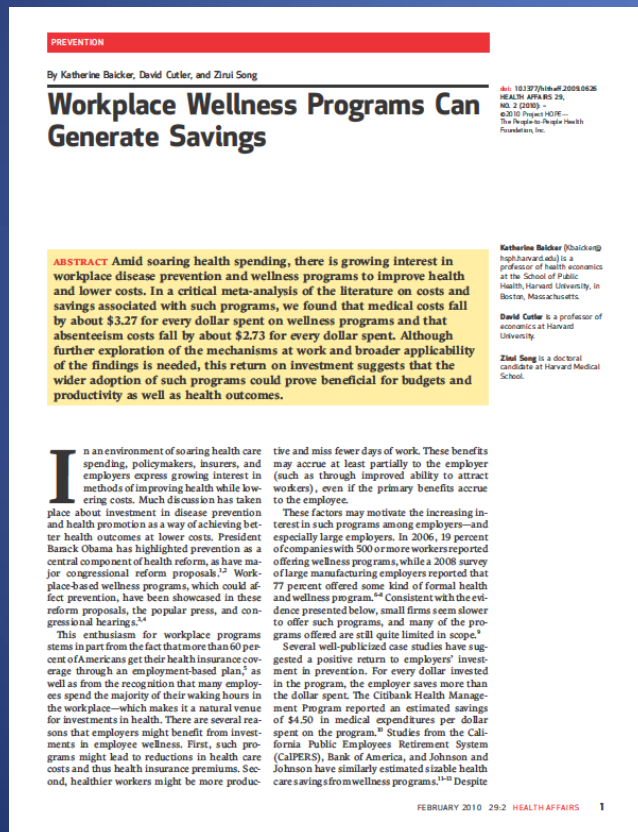 PREVENTION
By Katherine Baicker, David Cutler, and Zirui Song
Workplace Wellness Programs Can
Generate Savings
doi: 10.1377/hlthaff.2009.0626
HEALTH AFFAIRS 29,
NO. 2 (2010): –
©2010 Project HOPE—
The People-to-People Health
Foundation, Inc.
ABSTRACT Amid soaring health spending, there is growing interest in
workplace disease prevention and wellness programs to improve health
and lower costs. In a critical meta-analysis of the literature on costs and
savings associated with such programs, we found that medical costs fall
by about $3.27 for every dollar spent on wellness programs and that
absenteeism costs fall by about $2.73 for every dollar spent. Although
further exploration of the mechanisms at work and broader applicability
of the findings is needed, this return on investment suggests that the
wider adoption of such programs could prove beneficial for budgets and
productivity as well as health outcomes.
Katherine Baicker (Kbaicker@
hsph.harvard.edu) is a
professor of health economics
at the School of Public
Health, Harvard University, in
Boston, Massachusetts.
David Cutler is a professor of
economics at Harvard
University.
Zirui Song is a doctoral
candidate at Harvard Medical
School.
In an environment of soaring health care
spending, policymakers, insurers, and
employers express growing interest in
methods of improving health while low-
ering costs. Much discussion has taken
place about investment in disease prevention
and health promotion as a way of achieving bet-
ter health outcomes at lower costs. President
Barack Obama has highlighted prevention as a
central component of health reform, as have ma-
jor congressional reform proposals.1,2 Work-
place-based wellness programs, which could af-
fect prevention, have been showcased in these
reform proposals, the popular press, and con-
gressional hearings.3,4
This enthusiasm for workplace programs
stems in part from the fact that more than 60 per-
cent of Americans get their health insurance cov-
erage through an employment-based plan,5 as
well as from the recognition that many employ-
ees spend the majority of their waking hours in
the workplace—which makes it a natural venue
for investments in health. There are several rea-
sons that employers might benefit from invest-
ments in employee wellness. First, such pro-
grams might lead to reductions in health care
costs and thus health insurance premiums. Sec-
ond, healthier workers might be more produc-
tive and miss fewer days of work. These benefits
may accrue at least partially to the employer
(such as through improved ability to attract
workers), even if the primary benefits accrue
to the employee.
These factors may motivate the increasing in-
terest in such programs among employers—and
especially large employers. In 2006, 19 percent
of companies with 500 or more workers reported
offering wellness programs, while a 2008 survey
of large manufacturing employers reported that
77 percent offered some kind of formal health
and wellness program.6–8 Consistent with the evi-
dence presented below, small firms seem slower
to offer such programs, and many of the pro-
grams offered are still quite limited in scope.9
Several well-publicized case studies have sug-
gested a positive return to employers' invest-
ment in prevention. For every dollar invested
in the program, the employer saves more than
the dollar spent. The Citibank Health Manage-
ment Program reported an estimated savings
of $4.50 in medical expenditures per dollar
spent on the program.10 Studies from the Cali-
fornia Public Employees Retirement System
(CalPERS), Bank of America, and Johnson and
Johnson have similarly estimated sizable health
care savings from wellness programs.11–13 Despite
FEBRUARY 2010 29:2 HEALTH AFFAIRS 1